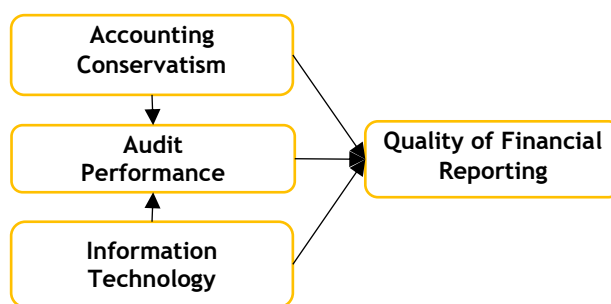 Accounting
Conservatism
Audit
Performance
Quality of Financial
Reporting
Information
Technology